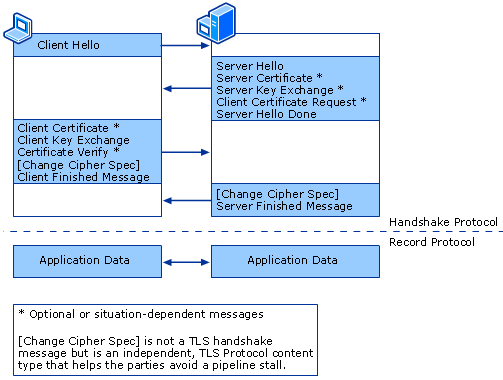 Client Hello
Server Hello
Server Certificate *
Server Key Exchange *
Client Certificate Request *
Server Hello Done
Client Certificate *
Client Key Exchange
Certificate Verify *
[Change Cipher Spec]
Client Finished Message
[Change Cipher Spec]
Server Finished Message
Handshake Protocol
Record Protocol
Application Data
Application Data
* Optional or situation-dependent messages
[Change Cipher Spec] is not a TLS handshake
message but is an independent, TLS Protocol content
type that helps the parties avoid a pipeline stall.